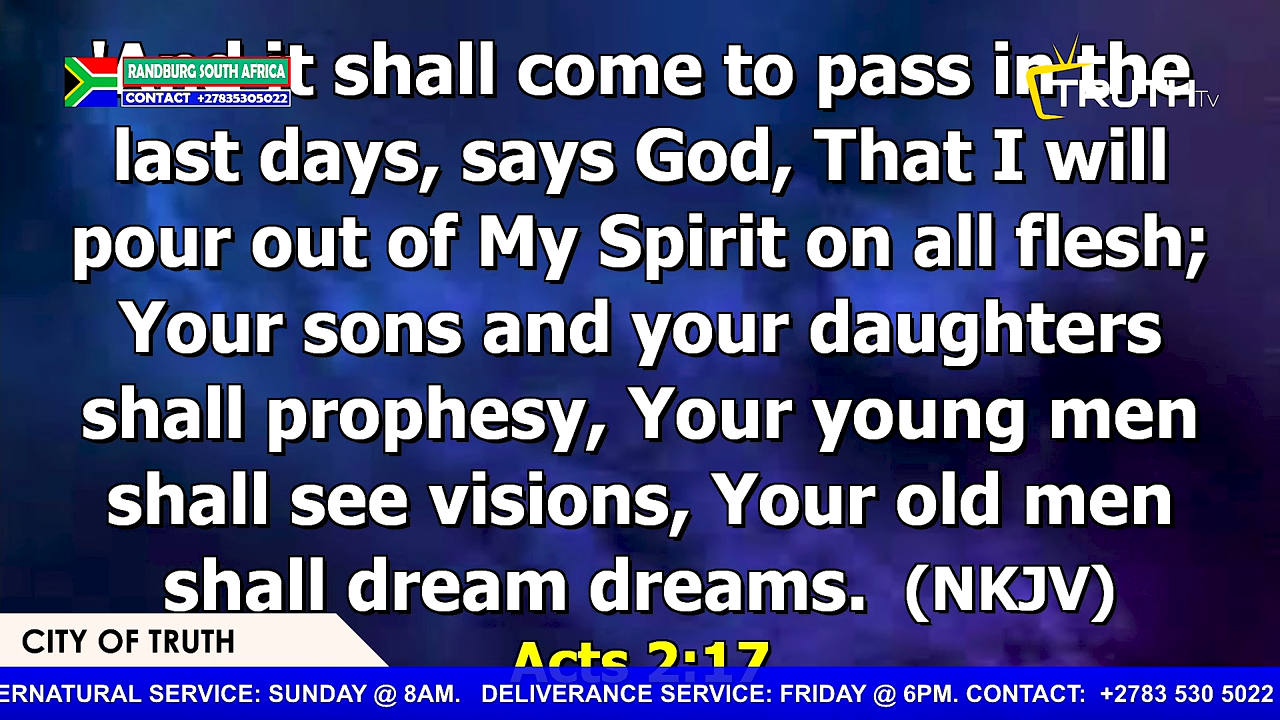 'And it shall come to pass in the
RANDBURG SOUTH AFRICA
CONTACT +27835305022
TRUTH TV
last days, says God, That I will
pour out of My Spirit on all flesh;
Your sons and your daughters
shall prophesy, Your young men
shall see visions, Your old men
shall dream dreams. (NKJV)
Acts 2:17
CITY OF TRUTH
ERNATURAL SERVICE: SUNDAY @ 8AM. DELIVERANCE SERVICE: FRIDAY @ 6PM. CONTACT: +2783 530 5022